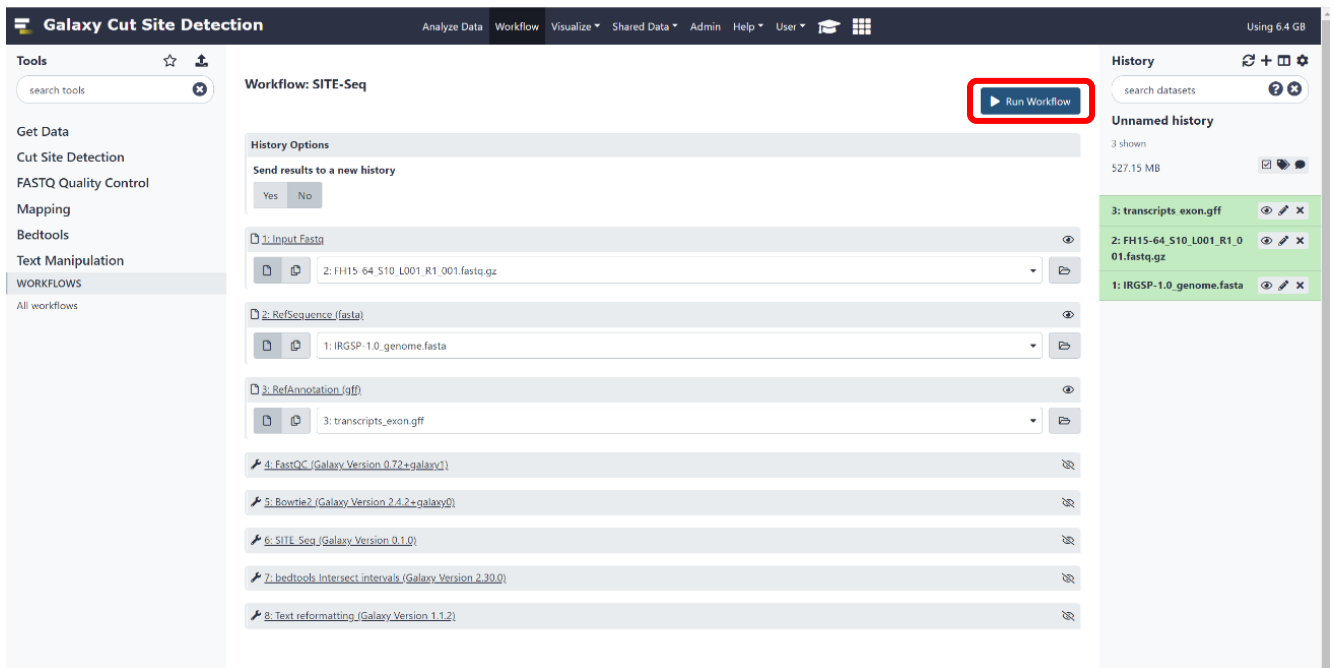 Galaxy Cut Site Detection
Analyze Data Workflow Visualize Shared Data Admin Help User
Using 6.4 GB
Tools
search tools
Get Data
Cut Site Detection
FASTQ Quality Control
Mapping
Bedtools
Text Manipulation
WORKFLOWS
All workflows
Workflow: SITE-Seq
Run Workflow
History Options
Send results to a new history
Yes No
1: Input Fastq
2: FH15-64_S10_L001_R1_001.fastq.gz
2: RefSequence (fasta)
1: IRGSP-1.0_genome.fasta
3: RefAnnotation (gff)
3: transcripts_exon.gff
4: FastQC (Galaxy Version 0.72+galaxy1)
5: Bowtie2 (Galaxy Version 2.4.2+galaxy0)
6: SITE_Seq (Galaxy Version 0.1.0)
7: bedtools Intersect intervals (Galaxy Version 2.30.0)
8: Text reformatting (Galaxy Version 1.1.2)
History
search datasets
Unnamed history
3 shown
527.15 MB
3: transcripts_exon.gff
2: FH15-64_S10_L001_R1_0
01.fastq.gz
1: IRGSP-1.0_genome.fasta